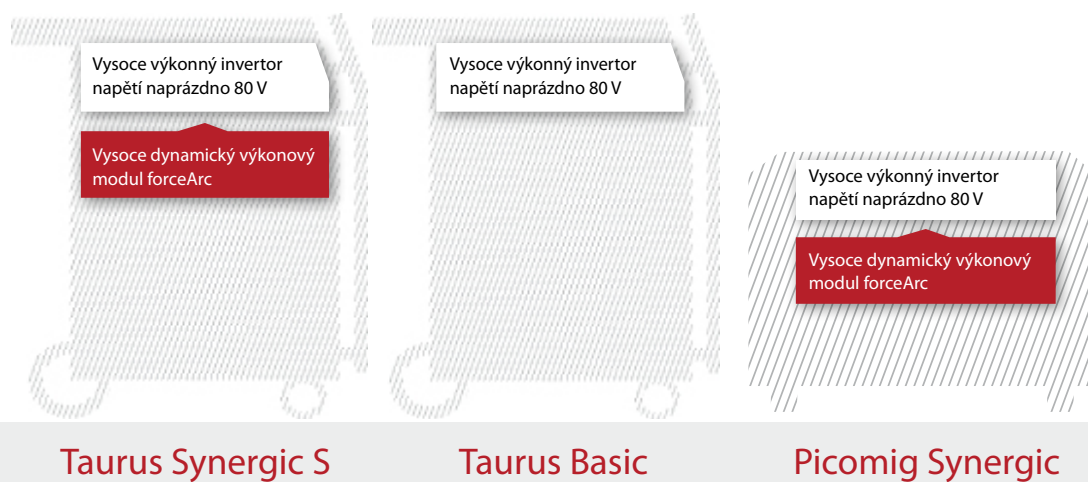 Vysoce výkonný invertor
napětí naprázdno 80 V
Vysoce dynamický výkonový
modul forceArc
Taurus Synergic S
Vysoce výkonný invertor
napětí naprázdno 80 V
Taurus Basic
Vysoce výkonný invertor
napětí naprázdno 80 V
Vysoce dynamický výkonový
modul forceArc
Picomig Synergic